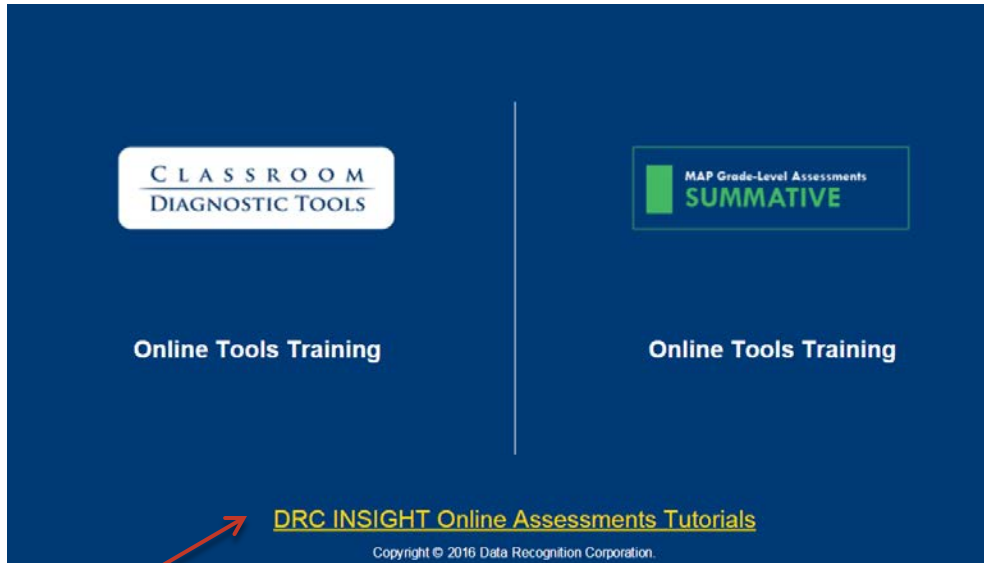 CLASSROOM
DIAGNOSTIC TOOLS
Online Tools Training
MAP Grade-Level Assessments
SUMMATIVE
Online Tools Training
DRC INSIGHT Online Assessments Tutorials
Copyright © 2016 Data Recognition Corporation.